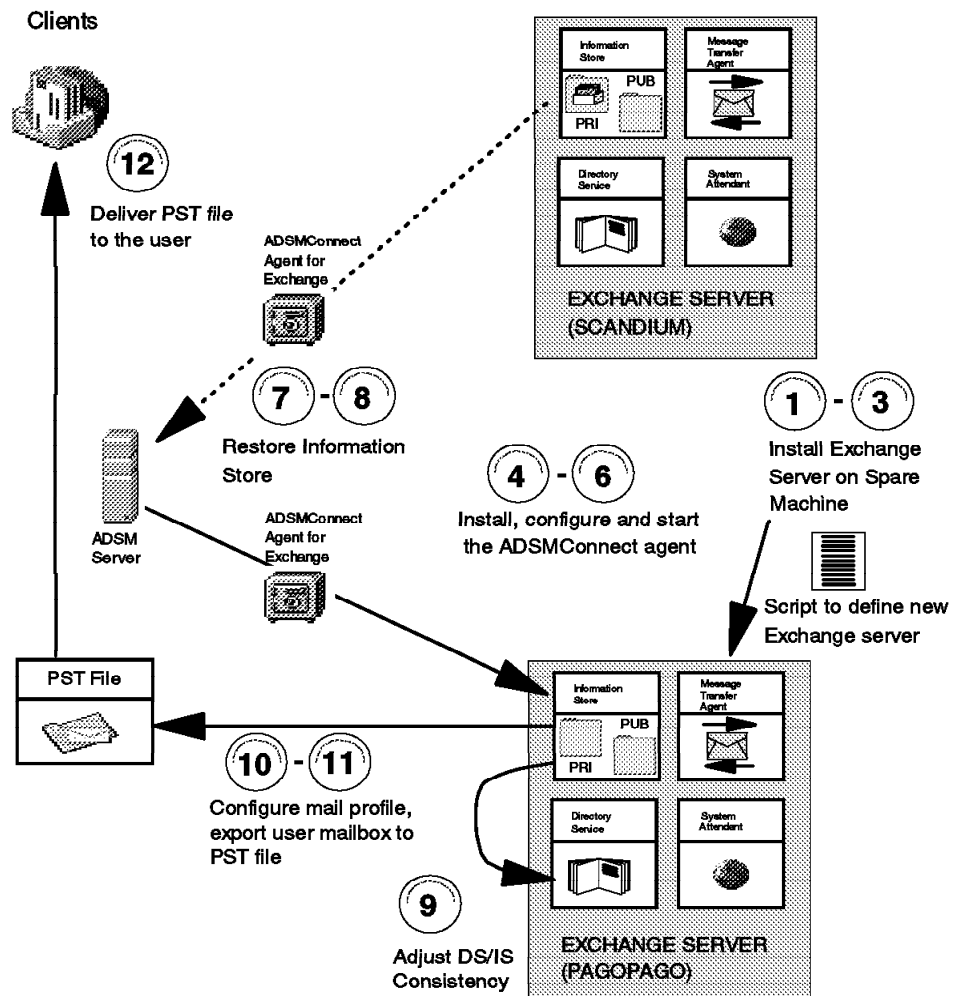 Clients
Information
Store
PUB
PRI
Message
Transfer
Agent
Directory
Service
System
Attendant
EXCHANGE SERVER
(SCANDIUM)
12
Deliver PST file
to the user
ADSMConnect
Agent for
Exchange
7 - 8
Restore Information
Store
1 - 3
Install Exchange
Server on Spare
Machine
4 - 6
Install, configure and start
the ADSMConnect agent
ADSM
Server
ADSMConnect
Agent for
Exchange
Script to define new
Exchange server
PST File
Information
Store
PUB
PRI
Message
Transfer
Agent
10 - 11
Configure mail profile,
export user mailbox to
PST file
Directory
Service
System
Attendant
9
Adjust DS/IS
Consistency
EXCHANGE SERVER
(PAGOPAGO)